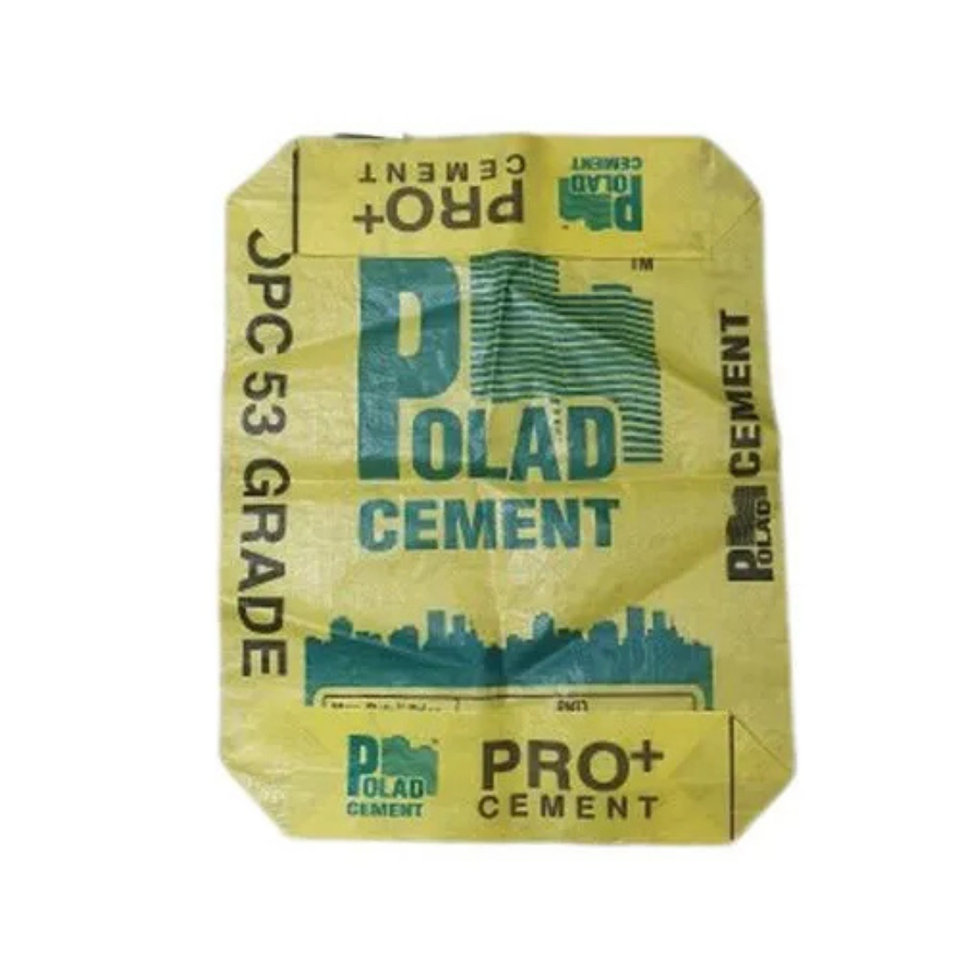 PRO+
CEMENT
POLAD
CEMENT
OPC 53 GRADE
POLAD
CEMENT
TM
POLAD CEMENT
POLAD
CEMENT
PRO+
CEMENT